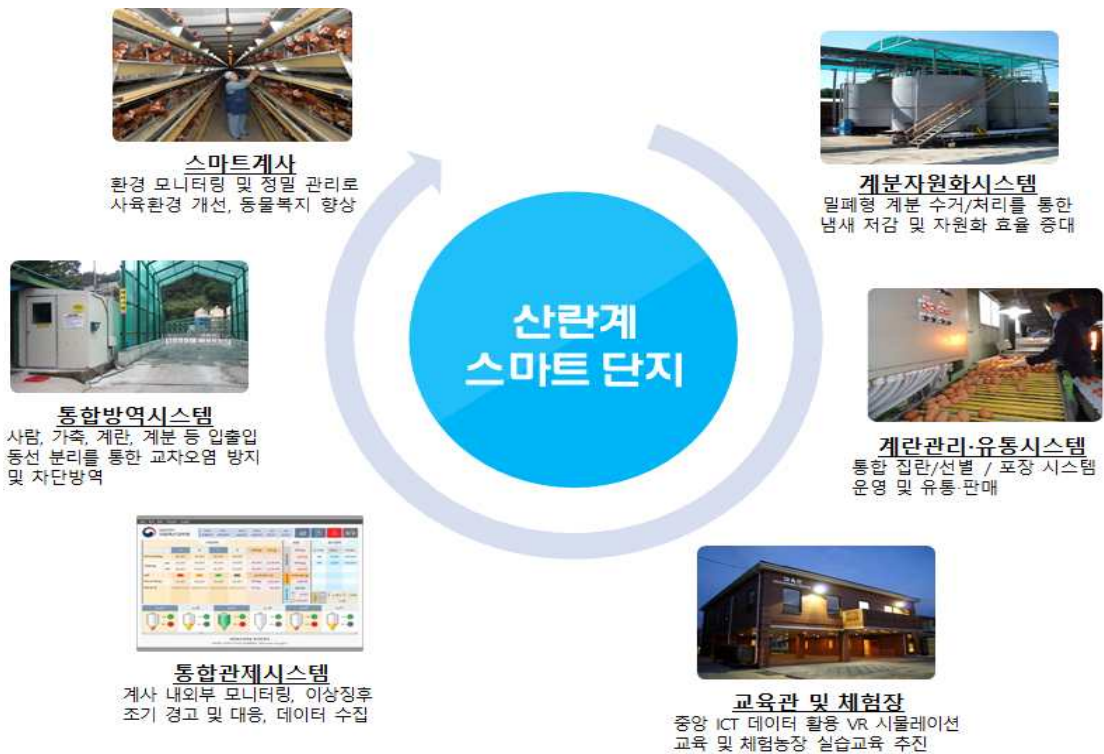 스마트계사
환경 모니터링 및 정밀 관리로
사육환경 개선, 동물복지 향상
계분자원화시스템
밀폐형 계분 수거/처리를 통한
냄새 저감 및 자원화 효율 증대
산란계
스마트 단지
통합방역시스템
사람, 가축, 계란, 계분 등 입출입
동선 분리를 통한 교차오염 방지
및 차단방역
계란관리·유통시스템
통합 집란/선별 / 포장 시스템
운영 및 유통·판매
통합관제시스템
계사 내외부 모니터링, 이상징후
조기 경고 및 대응, 데이터 수집
교육관 및 체험장
중앙 ICT 데이터 활용 VR 시뮬레이션
교육 및 체험농장 실습교육 추진